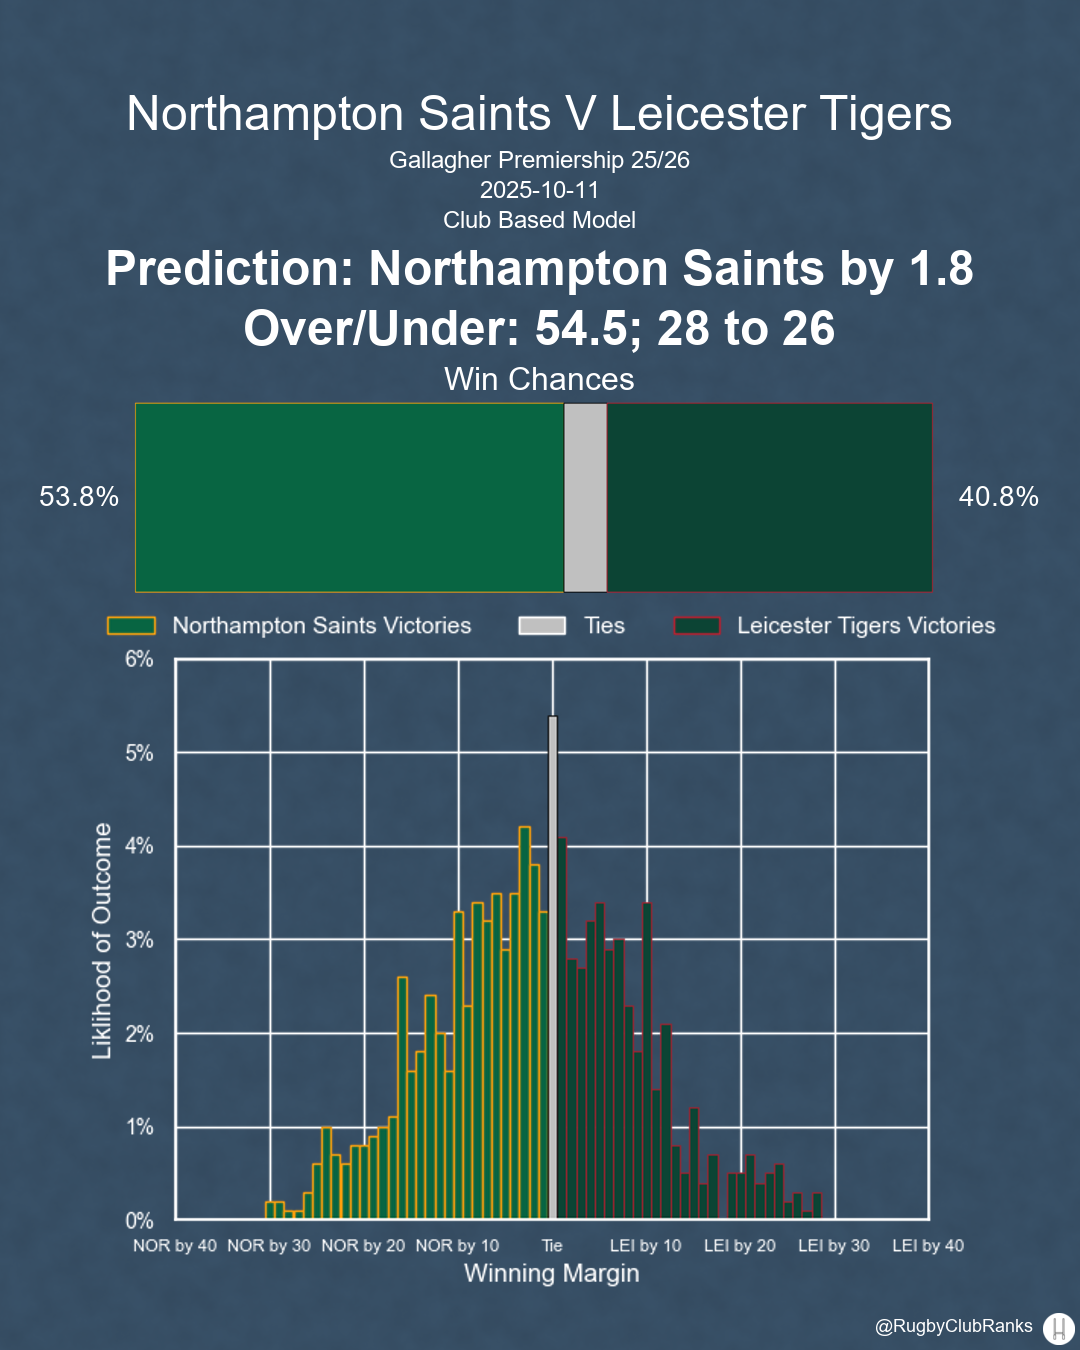 Northampton Saints V Leicester Tigers
Gallagher Premiership 25/26
2025-10-11
Club Based Model
Prediction: Northampton Saints by 1.8
Over/Under: 54.5; 28 to 26
Win Chances
53.8%
40.8%
Northampton Saints Victories
Ties
Leicester Tigers Victories
6%
5%
4%
3%
2%
1%
0%
Liklihood of Outcome
NOR by 40 NOR by 30 NOR by 20 NOR by 10 Tie LEI by 10 LEI by 20 LEI by 30 LEI by 40
Winning Margin
@RugbyClubRanks